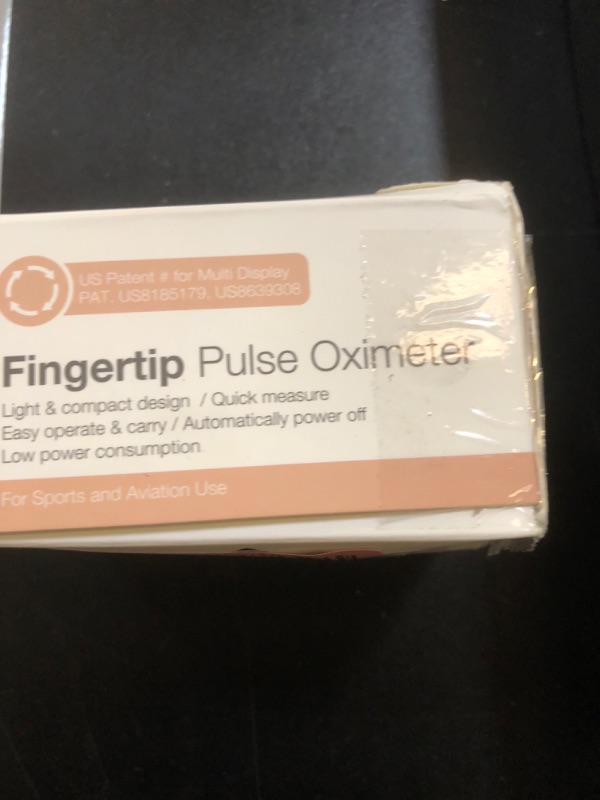 US Patent # for Multi Display
PAT. US8185179, US8639308
Fingertip Pulse Oximeter
Light & compact design / Quick measure
Easy operate & carry / Automatically power off
Low power consumption
For Sports and Aviation Use